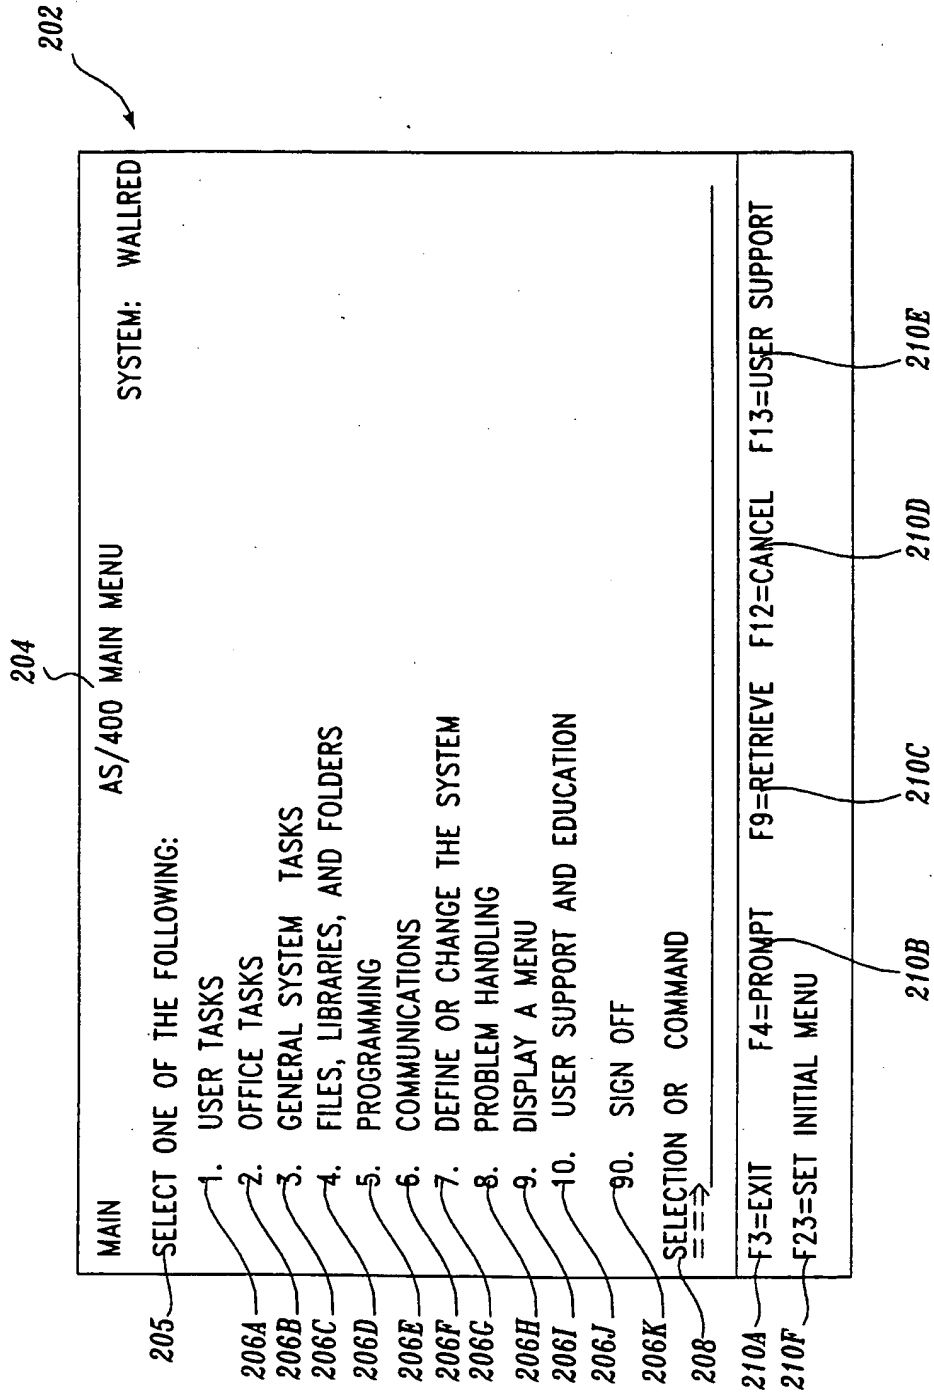 202
204
MAIN AS/400 MAIN MENU SYSTEM: WALLRED
205 SELECT ONE OF THE FOLLOWING:
206A 1. USER TASKS
206B 2. OFFICE TASKS
206C 3. GENERAL SYSTEM TASKS
206D 4. FILES, LIBRARIES, AND FOLDERS
206E 5. PROGRAMMING
206F 6. COMMUNICATIONS
206G 7. DEFINE OR CHANGE THE SYSTEM
206H 8. PROBLEM HANDLING
206I 9. DISPLAY A MENU
206J 10. USER SUPPORT AND EDUCATION
206K 90. SIGN OFF
208 SELECTION OR COMMAND
===>
210A F3=EXIT F4=PROMPT F9=RETRIEVE F12=CANCEL F13=USER SUPPORT
210F F23=SET INITIAL MENU
210B 210C 210D 210E